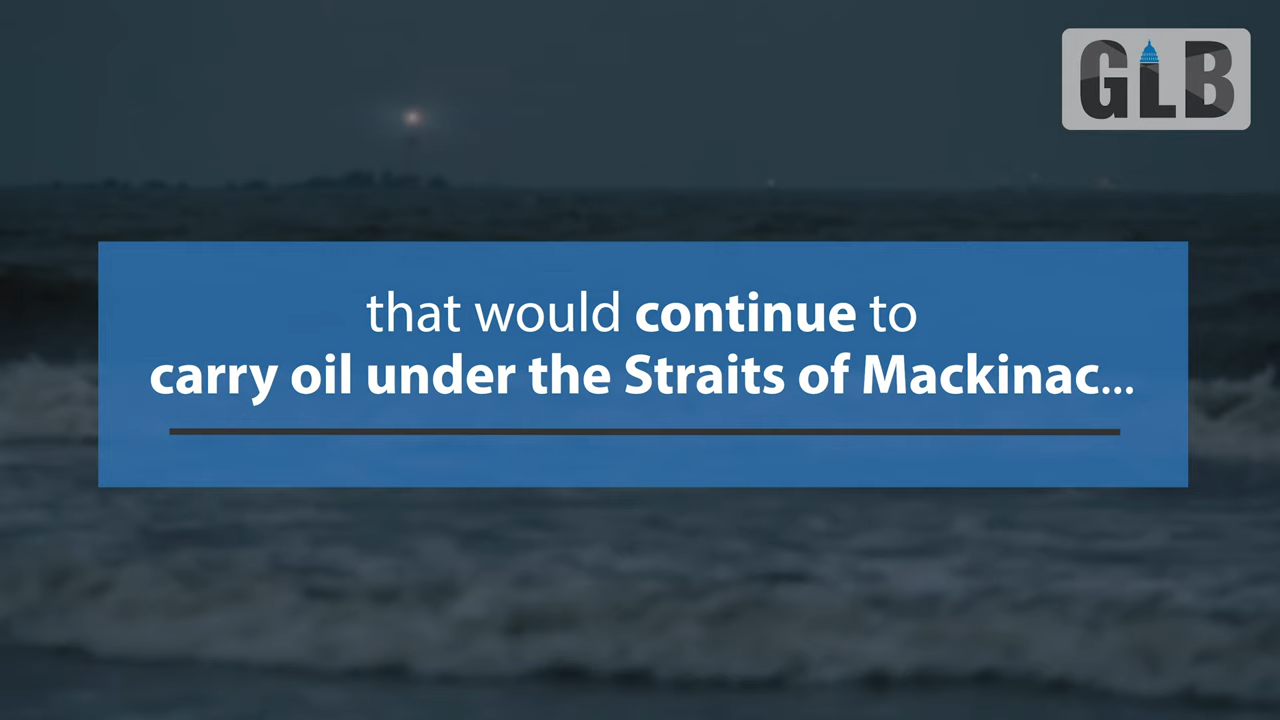 GLB
that would continue to
carry oil under the Straits of Mackinac...